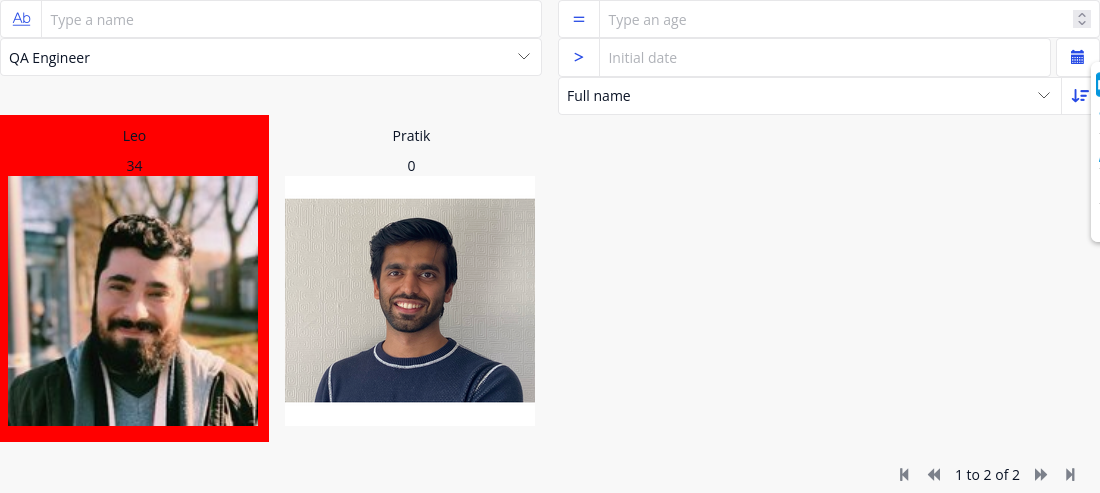 Ab Type a name
= Type an age
QA Engineer
> Initial date
Full name
Leo
Pratik
34
0
1 to 2 of 2